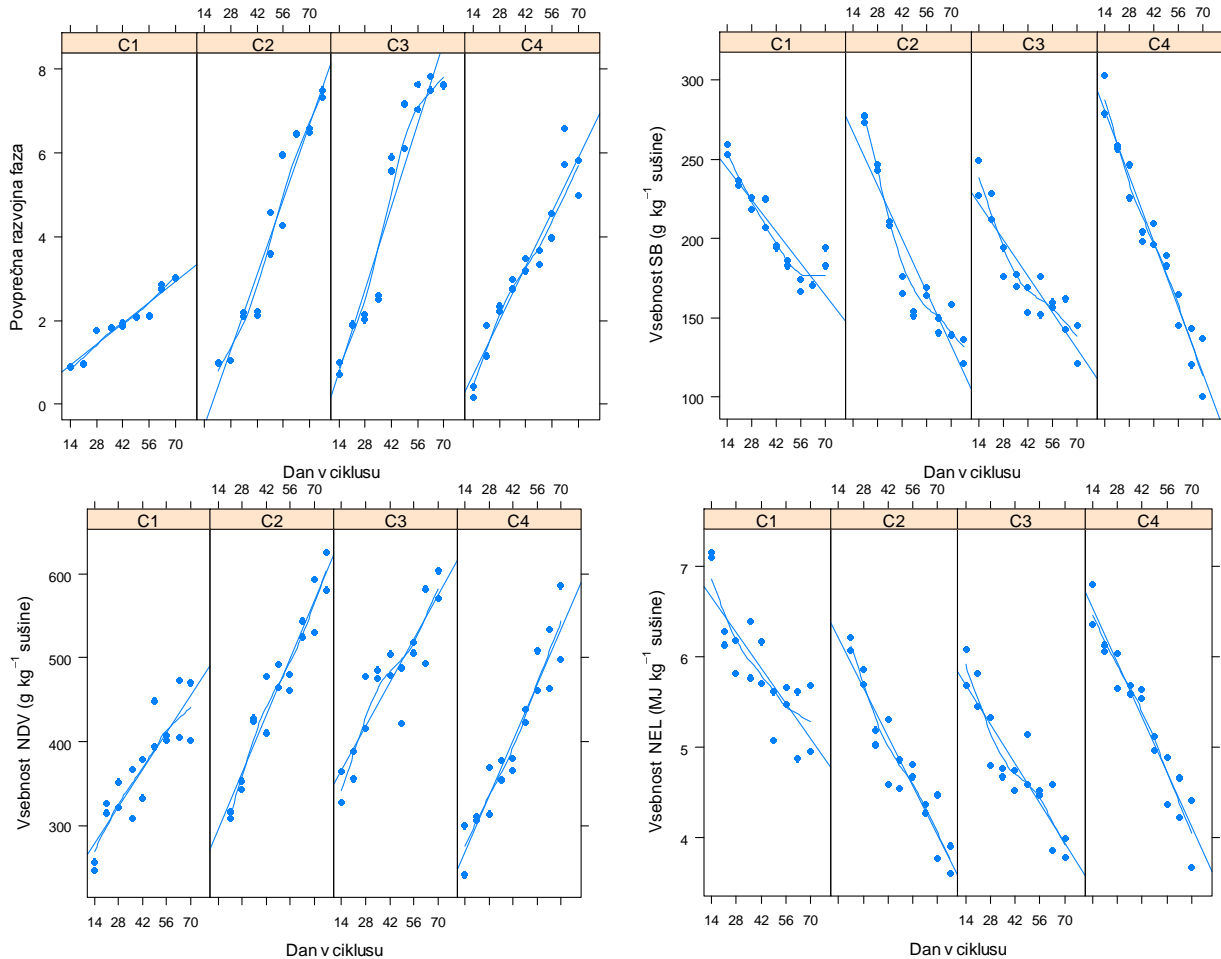 14 28 42 56 70 14 28 42 56 70
C1 C2 C3 C4
Povprečna razvojna faza
8
6
4
2
0
14 28 42 56 70 14 28 42 56 70
Dan v ciklusu
14 28 42 56 70 14 28 42 56 70
C1 C2 C3 C4
Vsebnost SB (g kg⁻¹ sušine)
300
250
200
150
100
14 28 42 56 70 14 28 42 56 70
Dan v ciklusu
14 28 42 56 70 14 28 42 56 70
C1 C2 C3 C4
Vsebnost NDV (g kg⁻¹ sušine)
600
500
400
300
14 28 42 56 70 14 28 42 56 70
Dan v ciklusu
14 28 42 56 70 14 28 42 56 70
C1 C2 C3 C4
Vsebnost NEL (MJ kg⁻¹ sušine)
7
6
5
4
14 28 42 56 70 14 28 42 56 70
Dan v ciklusu